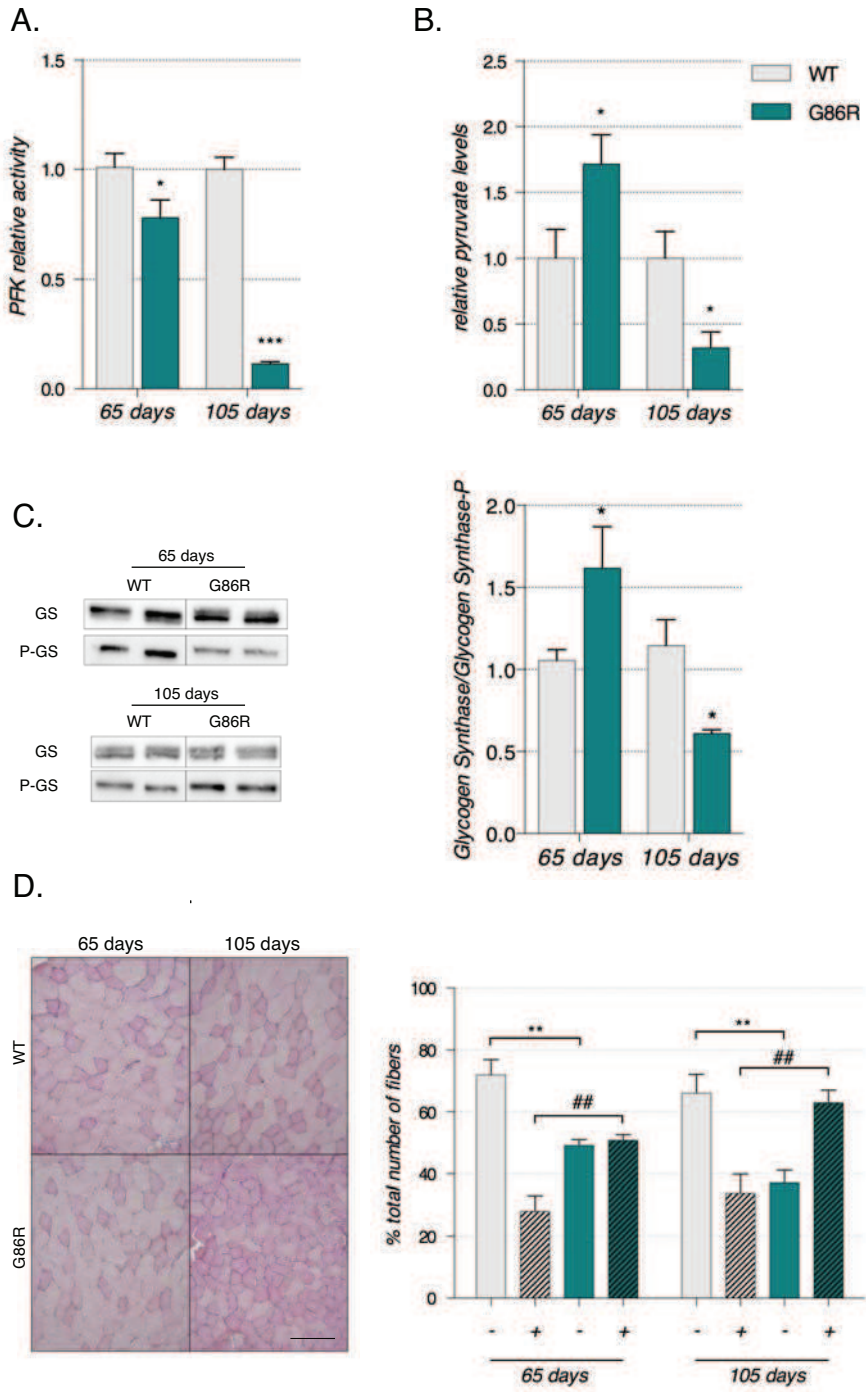 A.
PFK relative activity
1.5
1.0
0.5
0.0
*
***
65 days 105 days
B.
relative pyruvate levels
2.5
2.0
1.5
1.0
0.5
0.0
*
*
65 days 105 days
WT
G86R
C.
65 days
WT G86R
GS
P-GS
105 days
WT G86R
GS
P-GS
Glycogen Synthase/Glycogen Synthase-P
2.0
1.5
1.0
0.5
0.0
*
*
65 days 105 days
D.
65 days 105 days
WT
G86R
% total number of fibers
100
80
60
40
20
0
**
##
**
##
- + - + - + - +
65 days 105 days